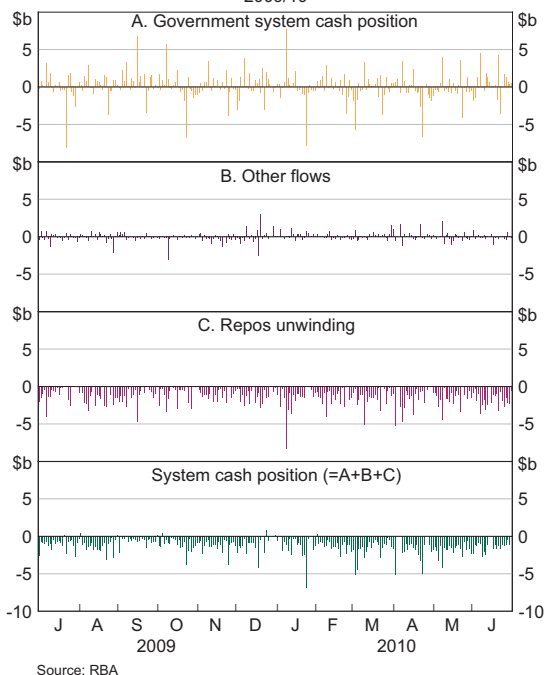 2009/10
$b $b
A. Government system cash position
5 5
0 0
-5 -5
$b $b
B. Other flows
5 5
0 0
-5 -5
$b $b
C. Repos unwinding
5 5
0 0
-5 -5
$b $b
System cash position (=A+B+C)
5 5
0 0
-5 -5
-10 -10
J A S O N D J F M A M J
2009 2010
Source: RBA